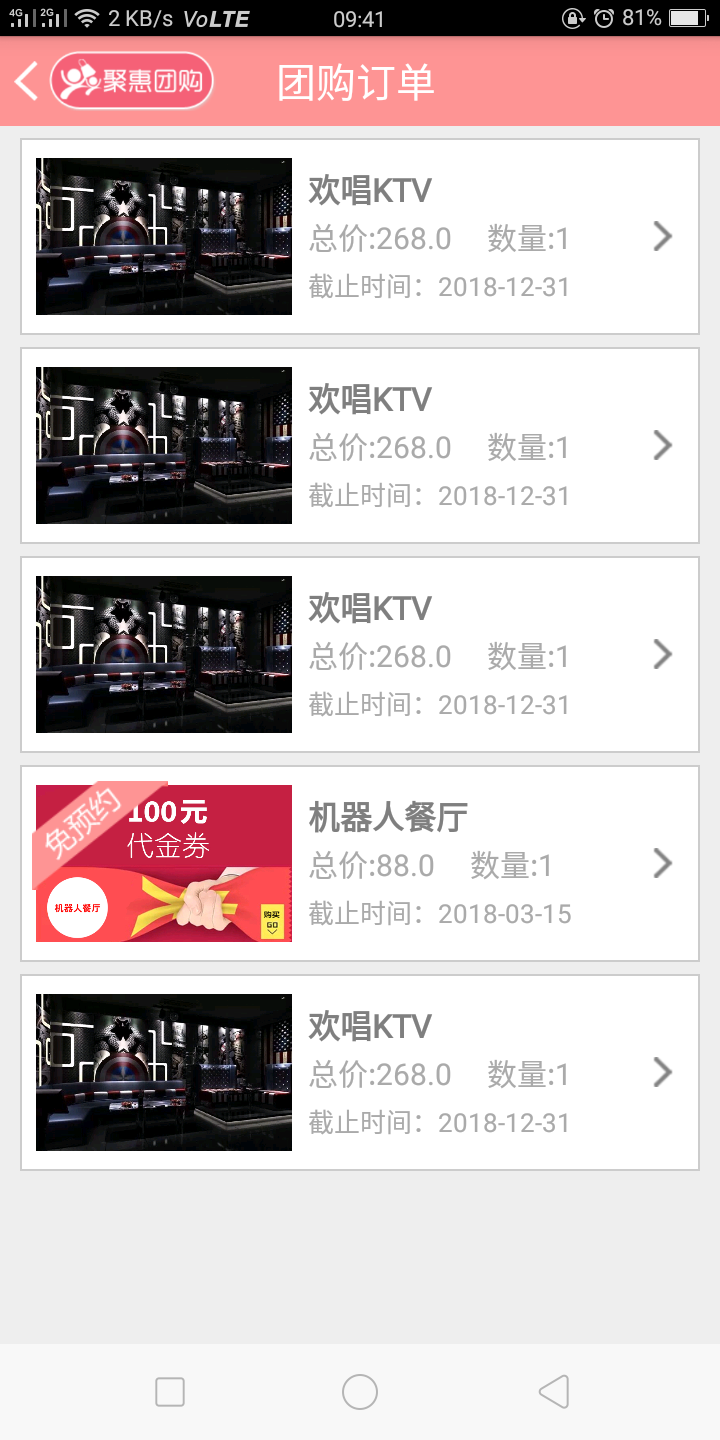 4G 2G 2 KB/s VoLTE 09:41 81%
聚惠团购 团购订单
欢唱KTV
总价:268.0 数量:1
截止时间：2018-12-31
欢唱KTV
总价:268.0 数量:1
截止时间：2018-12-31
欢唱KTV
总价:268.0 数量:1
截止时间：2018-12-31
免预约
100元
代金券
机器人餐厅
购买
GO
机器人餐厅
总价:88.0 数量:1
截止时间：2018-03-15
欢唱KTV
总价:268.0 数量:1
截止时间：2018-12-31